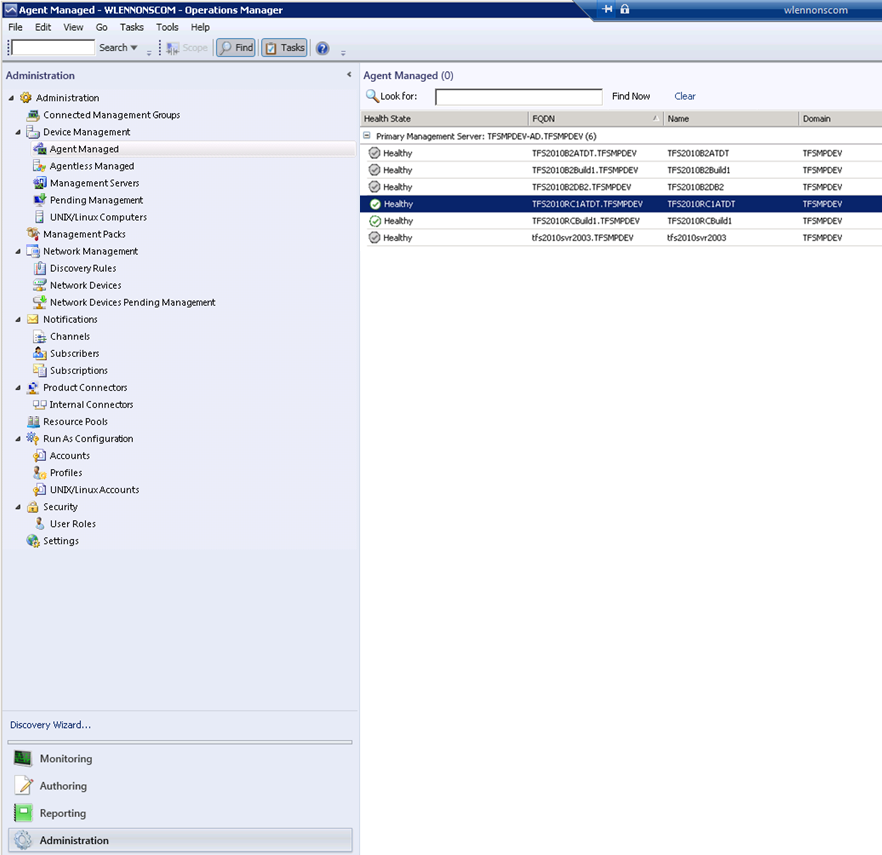 Agent Managed - WLENNONSCOM - Operations Manager
wlennonscom
File Edit View Go Tasks Tools Help
Search Scope Find Tasks
Administration
Administration
Connected Management Groups
Device Management
Agent Managed
Agentless Managed
Management Servers
Pending Management
UNIX/Linux Computers
Management Packs
Network Management
Discovery Rules
Network Devices
Network Devices Pending Management
Notifications
Channels
Subscribers
Subscriptions
Product Connectors
Internal Connectors
Resource Pools
Run As Configuration
Accounts
Profiles
UNIX/Linux Accounts
Security
User Roles
Settings
Discovery Wizard...
Monitoring
Authoring
Reporting
Administration
Agent Managed (0)
Look for: Find Now Clear
Health State FQDN Name Domain
Primary Management Server: TFSMPDEV-AD.TFSMPDEV (6)
Healthy TFS2010B2ATDT.TFSMPDEV TFS2010B2ATDT TFSMPDEV
Healthy TFS2010B2Build1.TFSMPDEV TFS2010B2Build1 TFSMPDEV
Healthy TFS2010B2DB2.TFSMPDEV TFS2010B2DB2 TFSMPDEV
Healthy TFS2010RC1ATDT.TFSMPDEV TFS2010RC1ATDT TFSMPDEV
Healthy TFS2010RCBuild1.TFSMPDEV TFS2010RCBuild1 TFSMPDEV
Healthy tfs2010svr2003.TFSMPDEV tfs2010svr2003 TFSMPDEV